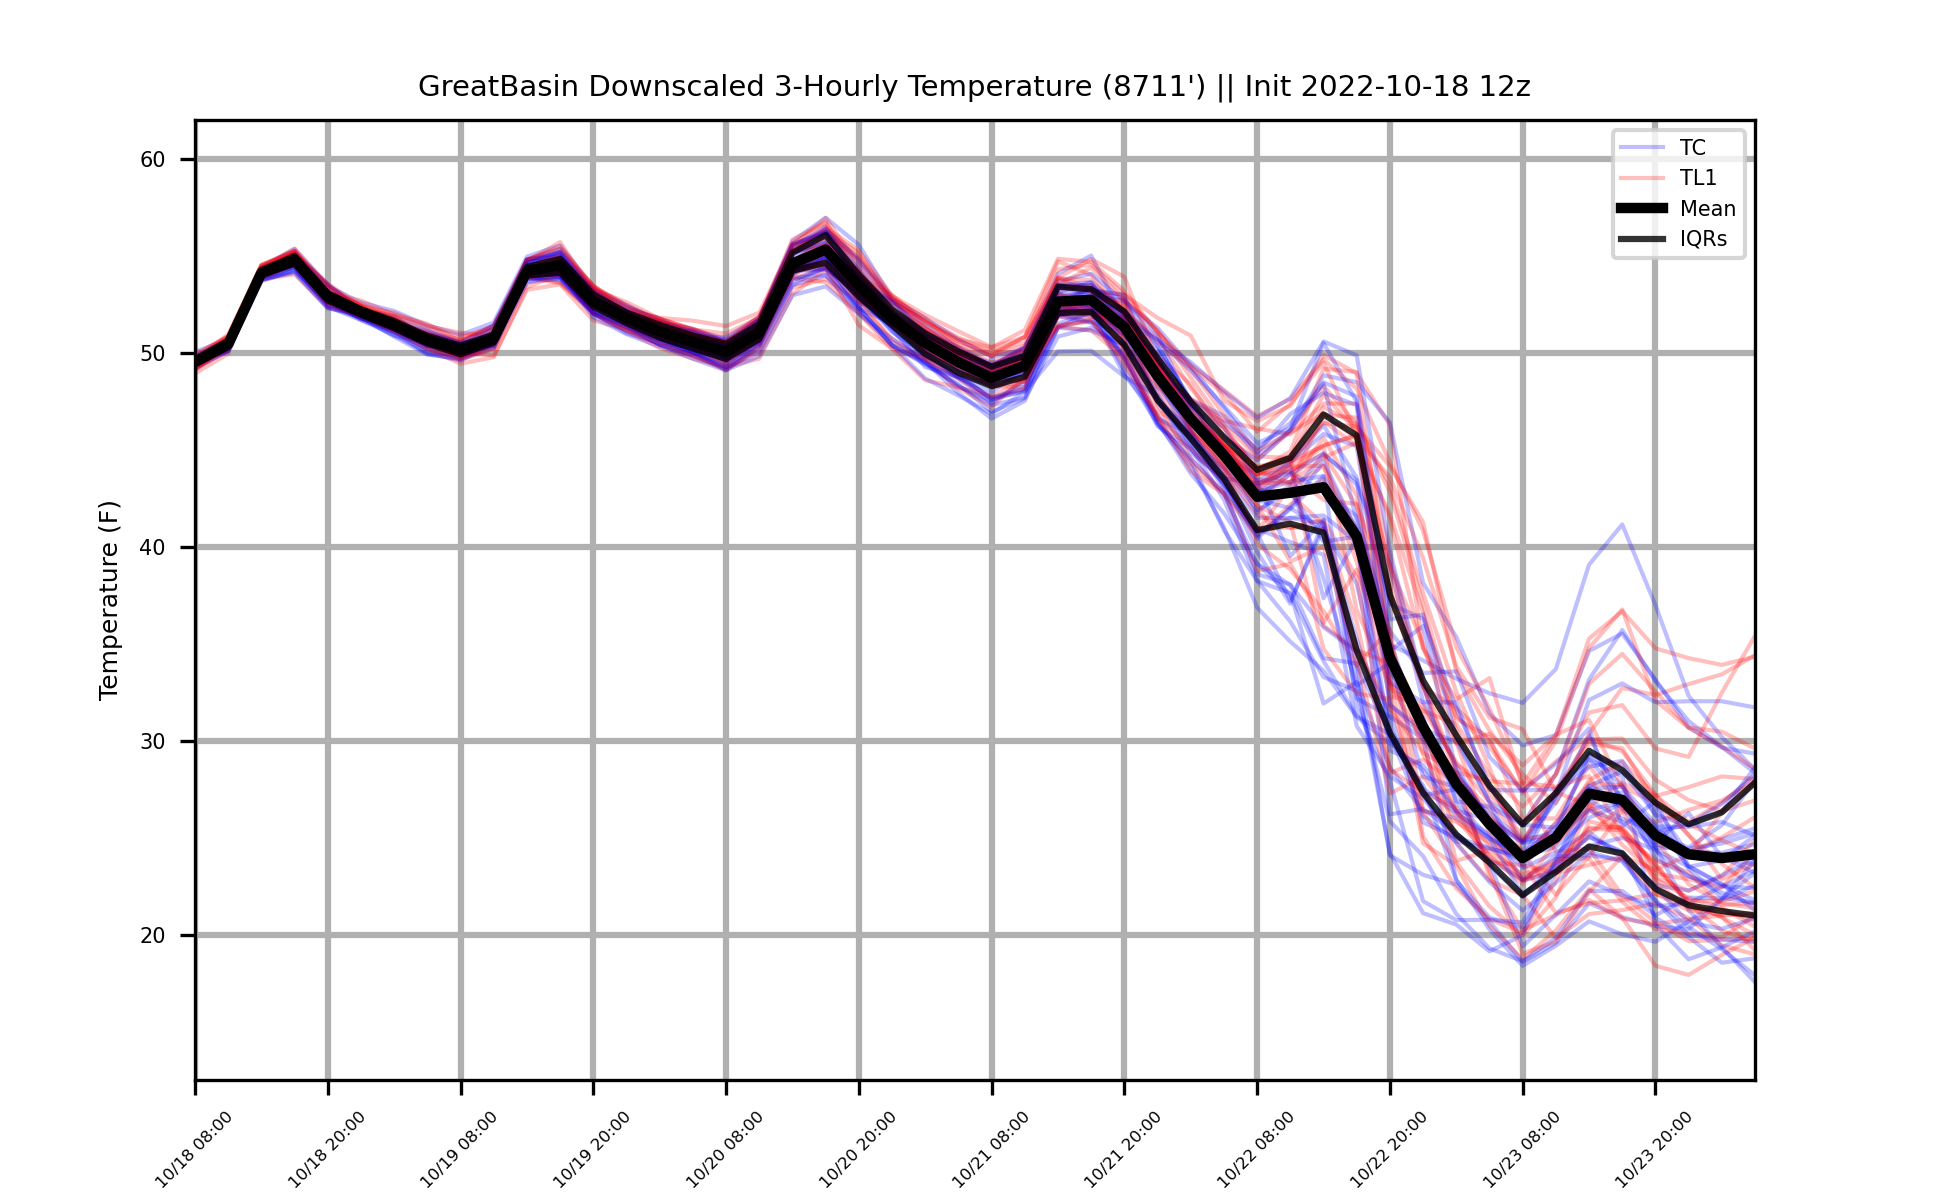 GreatBasin Downscaled 3-Hourly Temperature (8711') || Init 2022-10-18 12z
TC
TL1
Mean
IQRs
Temperature (F)
60
50
40
30
20
10/18 08:00
10/18 20:00
10/19 08:00
10/19 20:00
10/20 08:00
10/20 20:00
10/21 08:00
10/21 20:00
10/22 08:00
10/22 20:00
10/23 08:00
10/23 20:00